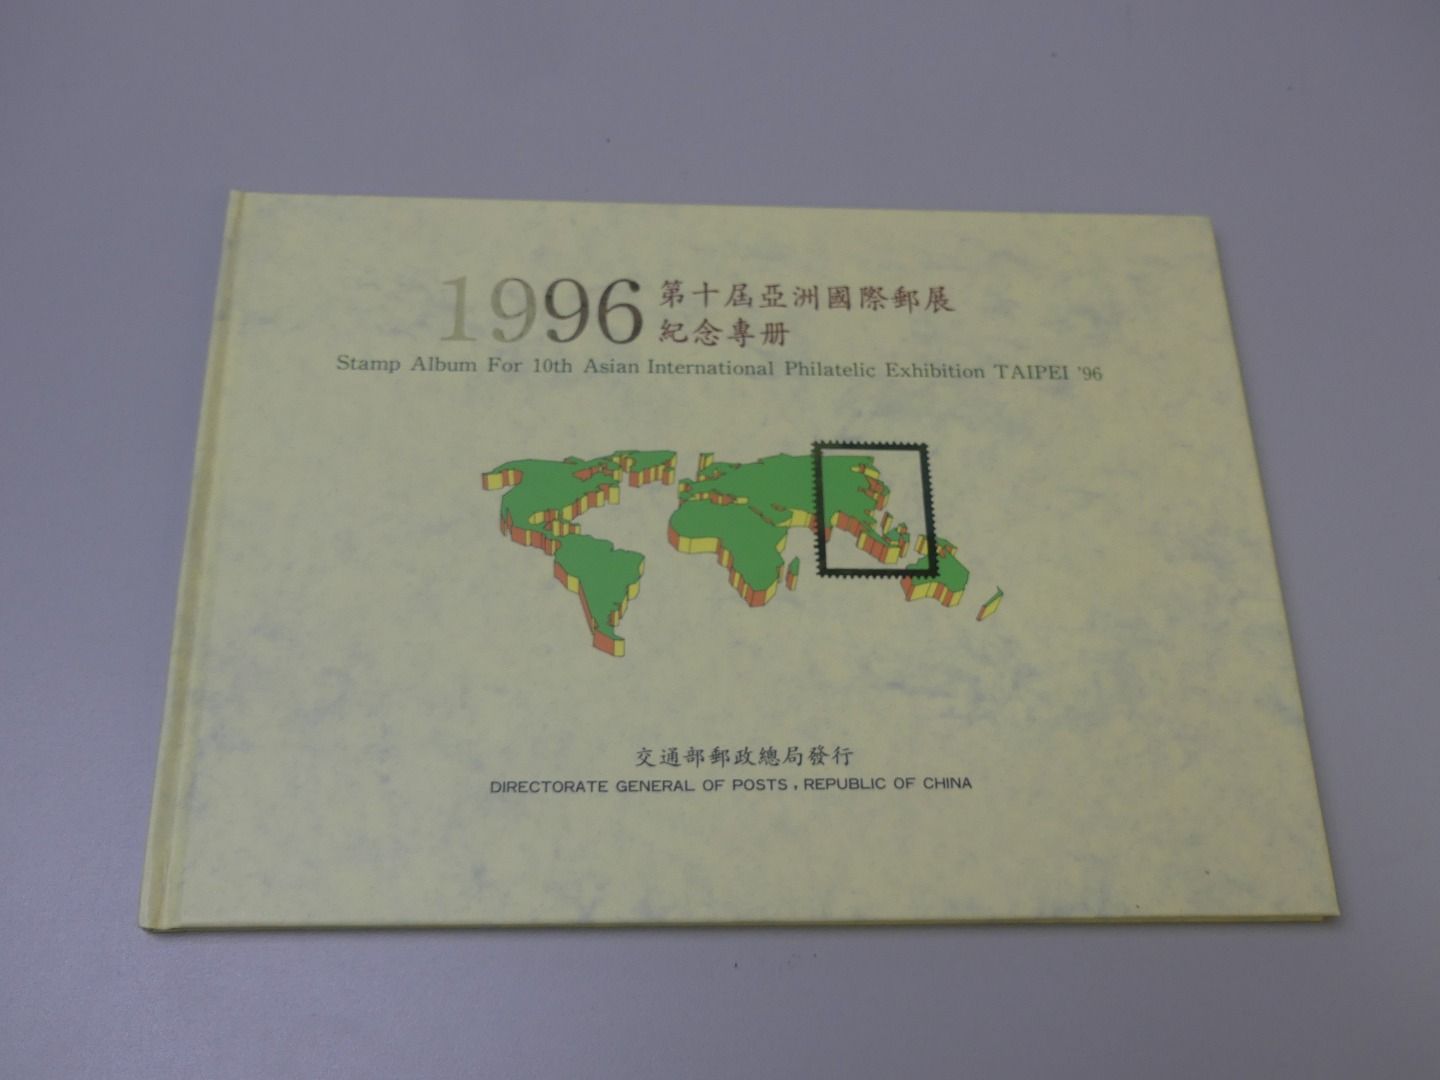 1996 第十屆亞洲國際郵展
紀念專册
Stamp Album For 10th Asian International Philatelic Exhibition TAIPEI '96
交通部郵政總局發行
DIRECTORATE GENERAL OF POSTS, REPUBLIC OF CHINA